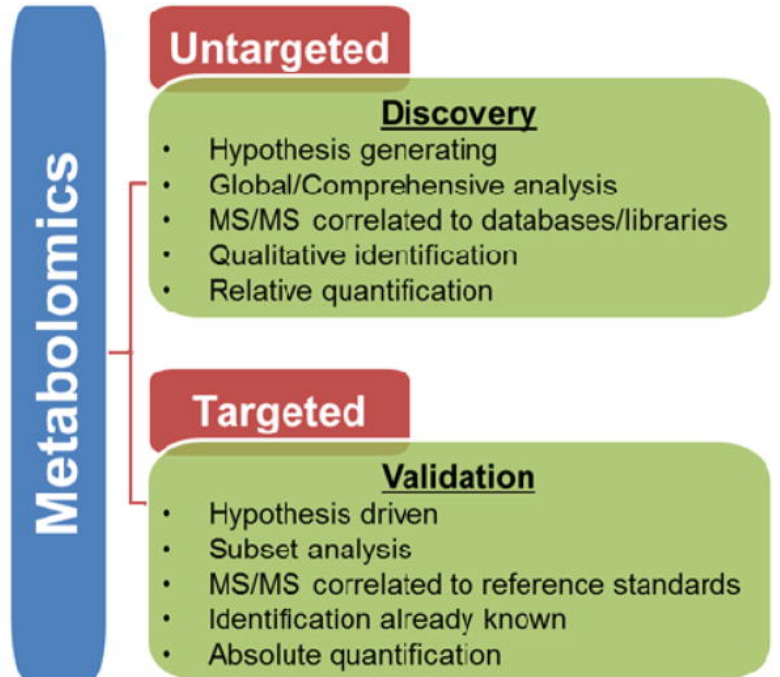 Metabolomics
Untargeted
Discovery
• Hypothesis generating
• Global/Comprehensive analysis
• MS/MS correlated to databases/libraries
• Qualitative identification
• Relative quantification
Targeted
Validation
• Hypothesis driven
• Subset analysis
• MS/MS correlated to reference standards
• Identification already known
• Absolute quantification